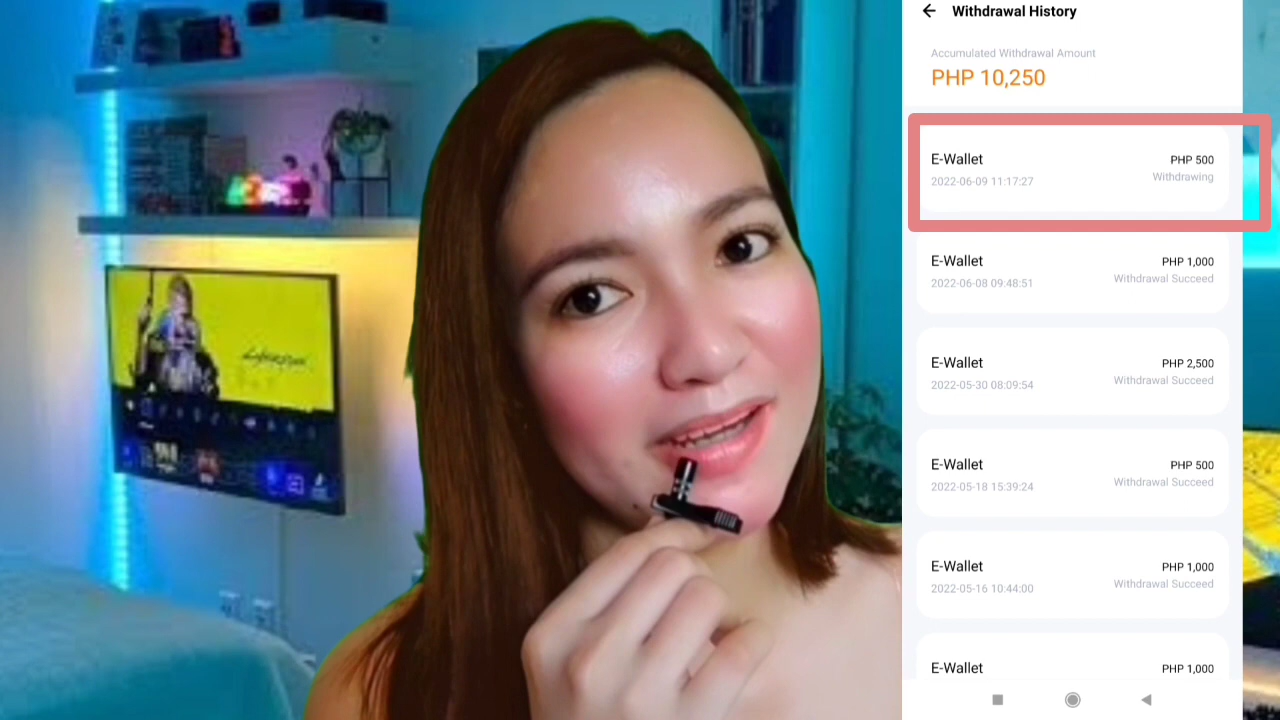 Withdrawal History
Accumulated Withdrawal Amount
PHP 10,250
E-Wallet
PHP 500
2022-06-09 11:17:27
Withdrawing
E-Wallet
PHP 1,000
2022-06-08 09:48:51
Withdrawal Succeed
E-Wallet
PHP 2,500
2022-05-30 08:09:54
Withdrawal Succeed
E-Wallet
PHP 500
2022-05-18 15:39:24
Withdrawal Succeed
E-Wallet
PHP 1,000
2022-05-16 10:44:00
Withdrawal Succeed
E-Wallet
PHP 1,000